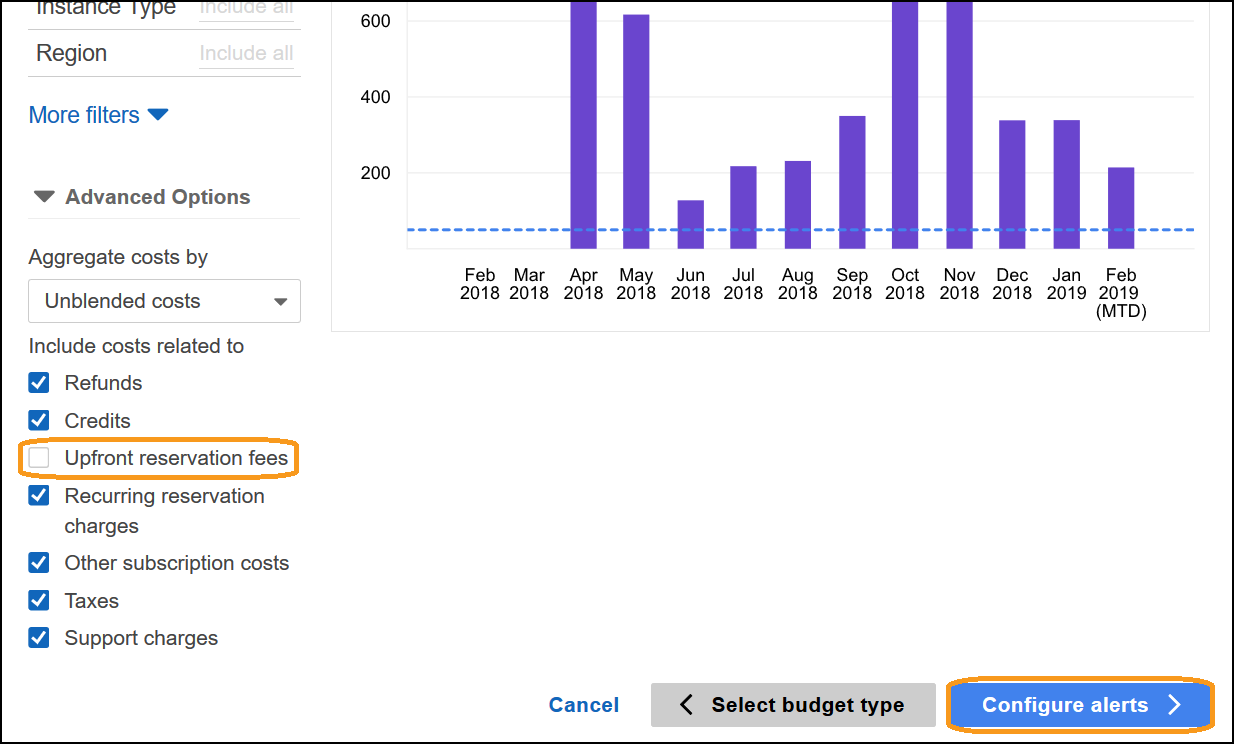 Instance Type Include all
Region Include all
More filters
Advanced Options
Aggregate costs by
Unblended costs
Include costs related to
Refunds
Credits
Upfront reservation fees
Recurring reservation
charges
Other subscription costs
Taxes
Support charges
600
400
200
Feb Mar Apr May Jun Jul Aug Sep Oct Nov Dec Jan Feb
2018 2018 2018 2018 2018 2018 2018 2018 2018 2018 2018 2019 2019
(MTD)
Cancel Select budget type Configure alerts